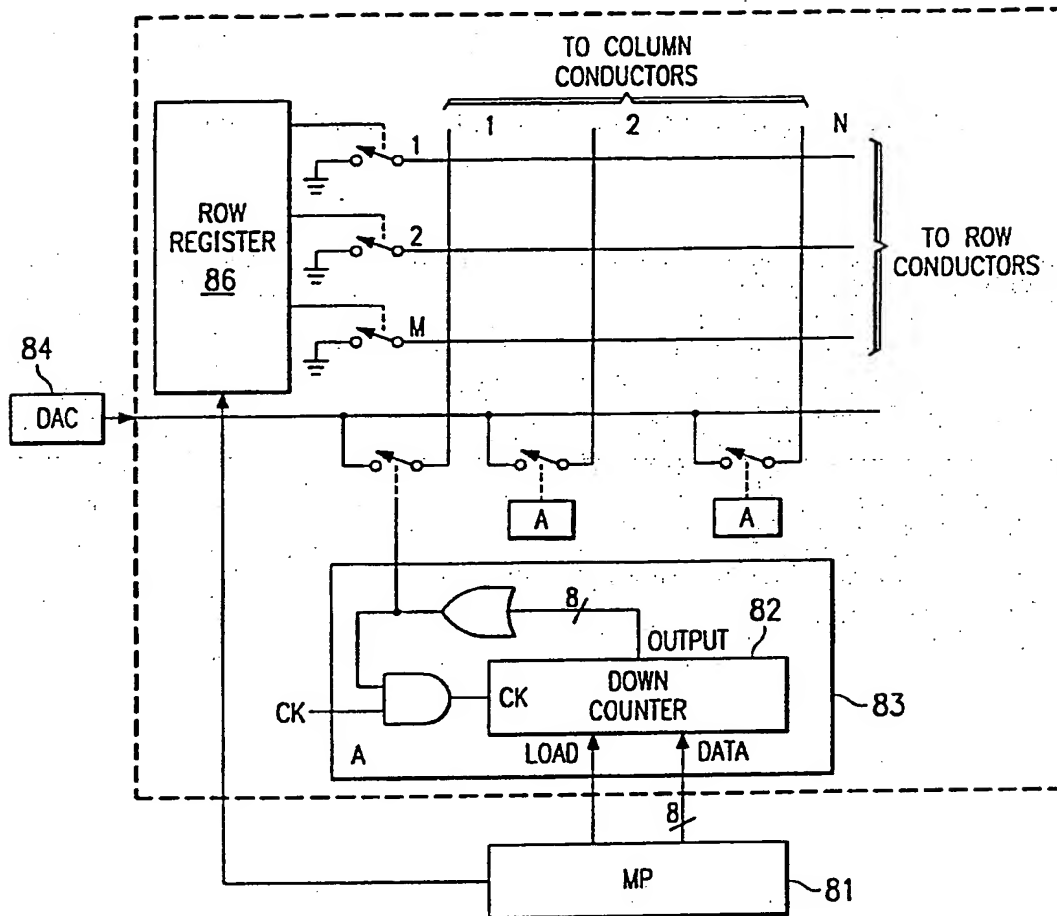 TO COLUMN
CONDUCTORS
1
2
N
ROW
REGISTER
86
1
2
M
TO ROW
CONDUCTORS
84
DAC
A
A
8
OUTPUT
82
CK
CK
DOWN
COUNTER
83
A
LOAD
DATA
8
MP
81